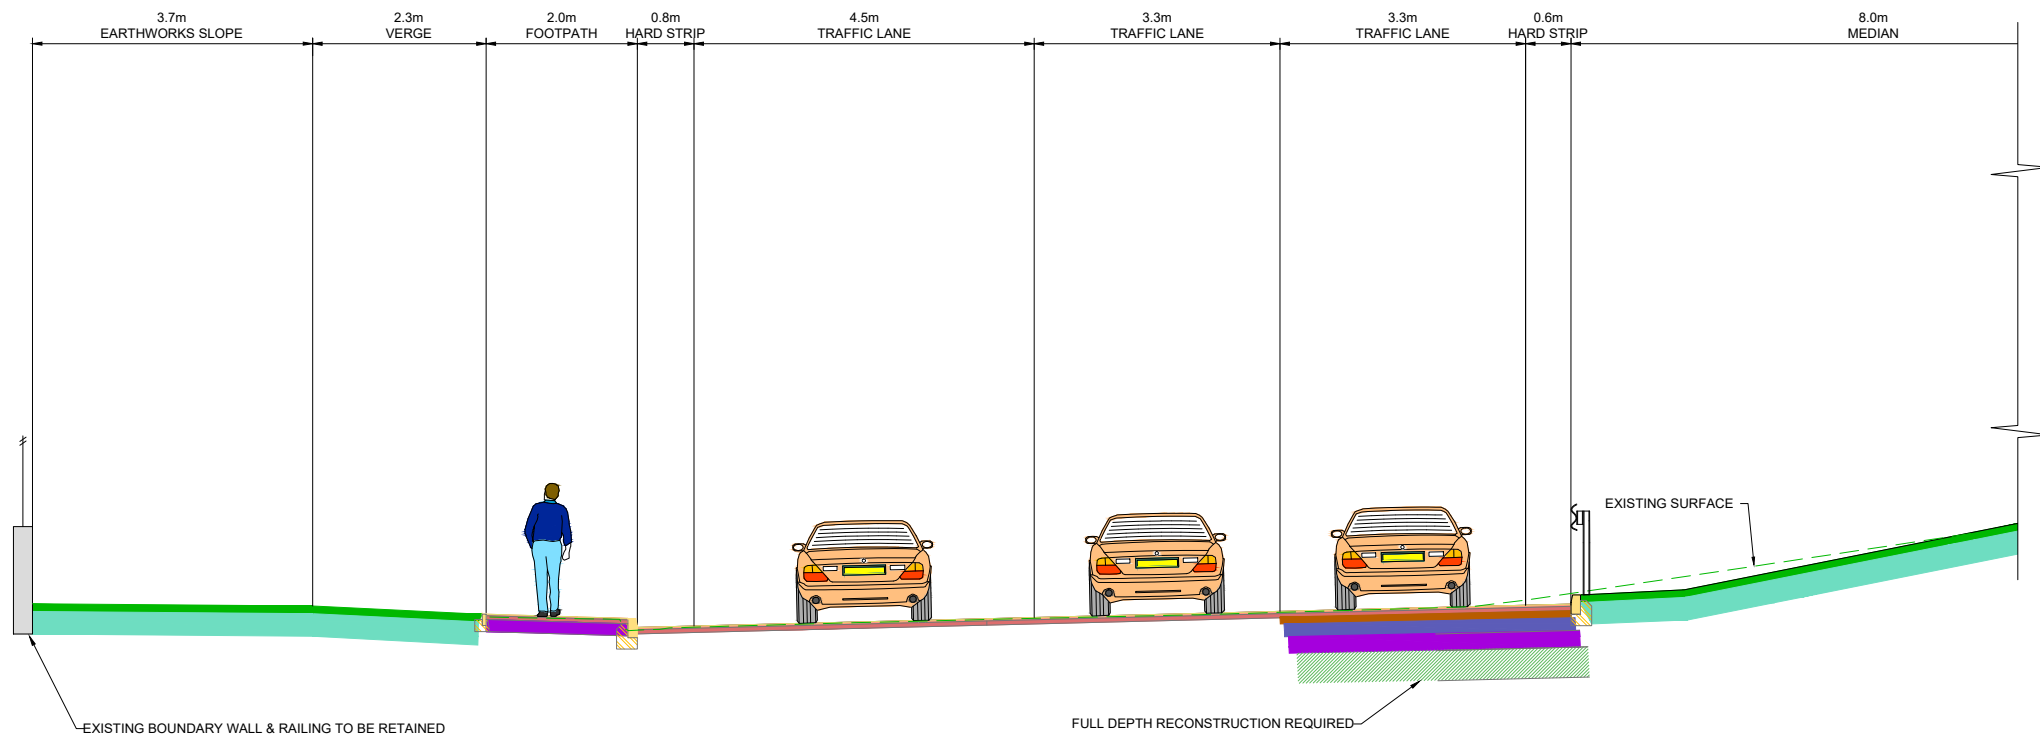 3.7m
EARTHWORKS SLOPE
2.3m
VERGE
2.0m
FOOTPATH
0.8m
HARD STRIP
4.5m
TRAFFIC LANE
3.3m
TRAFFIC LANE
3.3m
TRAFFIC LANE
0.6m
HARD STRIP
8.0m
MEDIAN
EXISTING SURFACE
EXISTING BOUNDARY WALL & RAILING TO BE RETAINED
FULL DEPTH RECONSTRUCTION REQUIRED